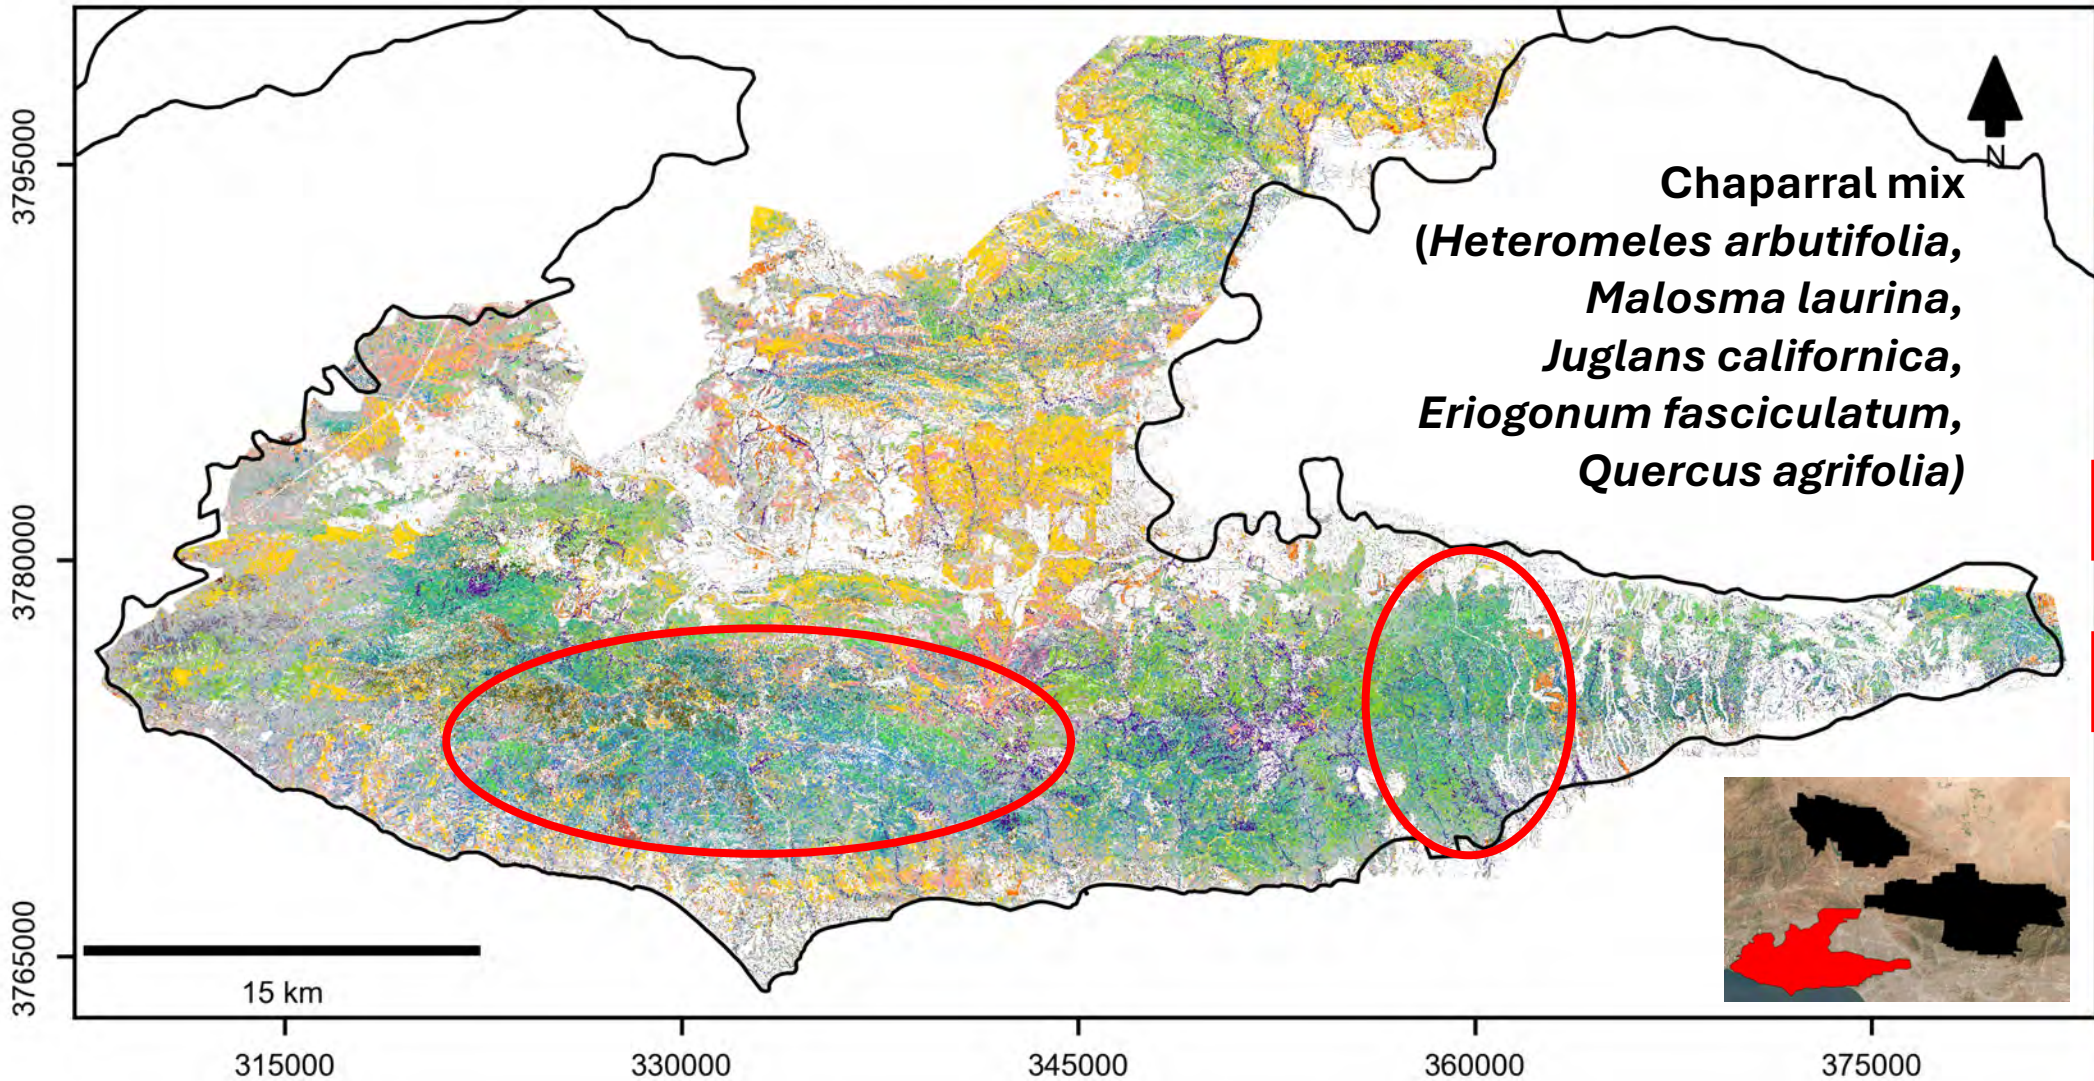 N
Chaparral mix
(Heteromeles arbutifolia,
Malosma laurina,
Juglans californica,
Eriogonum fasciculatum,
Quercus agrifolia)
3795000
3780000
3765000
15 km
315000
330000
345000
360000
375000